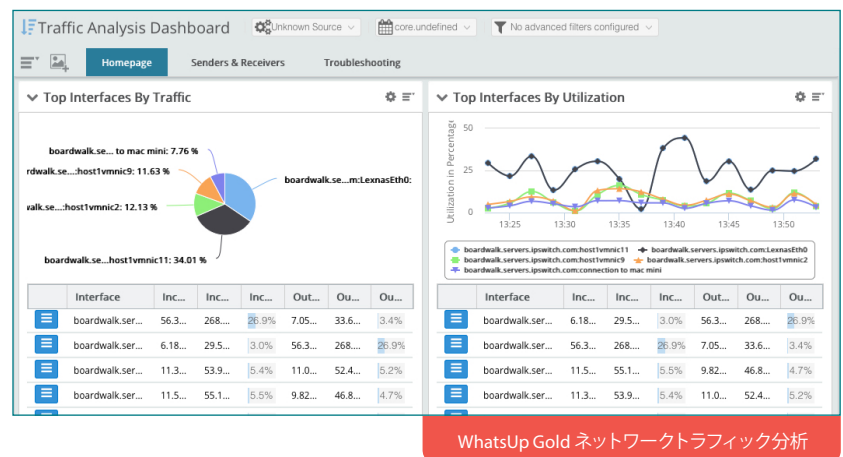 Traffic Analysis Dashboard
Unknown Source
core.undefined
No advanced filters configured
Homepage
Senders & Receivers
Troubleshooting
Top Interfaces By Traffic
boardwalk.se... to mac mini: 7.76 %
rdwalk.se...:host1vmnic9: 11.63 %
valk.se...:host1vmnic2: 12.13 %
boardwalk.se...host1vmnic11: 34.01 %
boardwalk.se...m:LexnasEth0:
Interface Inc... Inc... Inc... Out... Ou... Ou...
boardwalk.ser... 56.3... 268.... 26.9% 7.05... 33.6... 3.4%
boardwalk.ser... 6.18... 29.5... 3.0% 56.3... 268.... 26.9%
boardwalk.ser... 11.3... 53.9... 5.4% 11.0... 52.4... 5.2%
boardwalk.ser... 11.5... 55.1... 5.5% 9.82... 46.8... 4.7%
Top Interfaces By Utilization
Utilization in Percentage
50
25
0
13:25 13:30 13:35 13:40 13:45 13:50
boardwalk.servers.ipswitch.com:host1vmnic11 boardwalk.servers.ipswitch.com:LexnasEth0
boardwalk.servers.ipswitch.com:host1vmnic9 boardwalk.servers.ipswitch.com:host1vmnic2
boardwalk.servers.ipswitch.com:connection to mac mini
Interface Inc... Inc... Inc... Out... Ou... Ou...
boardwalk.ser... 6.18... 29.5... 3.0% 56.3... 268.... 26.9%
boardwalk.ser... 56.3... 268.... 26.9% 7.05... 33.6... 3.4%
boardwalk.ser... 11.5... 55.1... 5.5% 9.82... 46.8... 4.7%
boardwalk.ser... 11.3... 53.9... 5.4% 11.0... 52.4... 5.2%
WhatsUp Gold ネットワークトラフィック分析